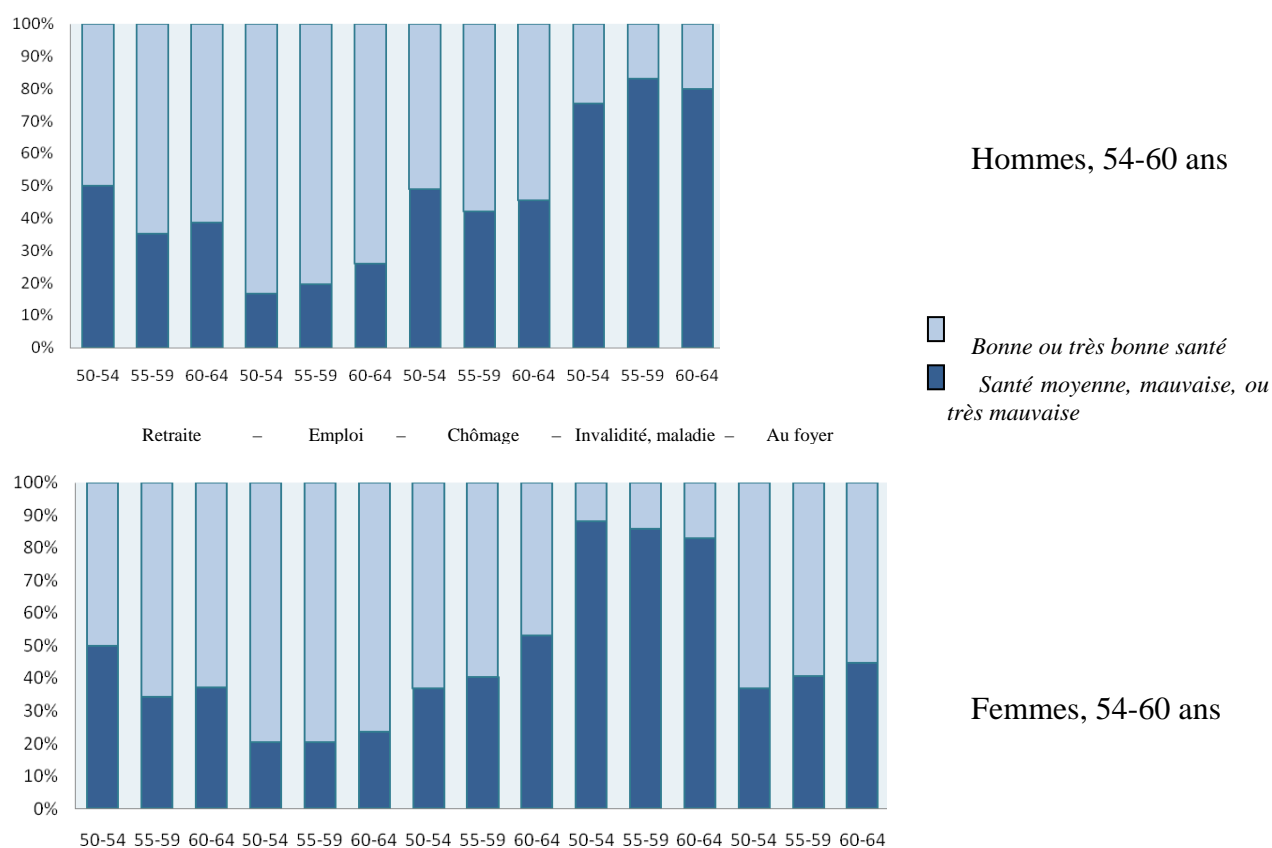 100%
90%
80%
70%
60%
50%
40%
30%
20%
10%
0%
50-54 55-59 60-64 50-54 55-59 60-64 50-54 55-59 60-64 50-54 55-59 60-64
Hommes, 54-60 ans
Bonne ou très bonne santé
Santé moyenne, mauvaise, ou
très mauvaise
Retraite – Emploi – Chômage – Invalidité, maladie – Au foyer
100%
90%
80%
70%
60%
50%
40%
30%
20%
10%
0%
50-54 55-59 60-64 50-54 55-59 60-64 50-54 55-59 60-64 50-54 55-59 60-64 50-54 55-59 60-64
Femmes, 54-60 ans